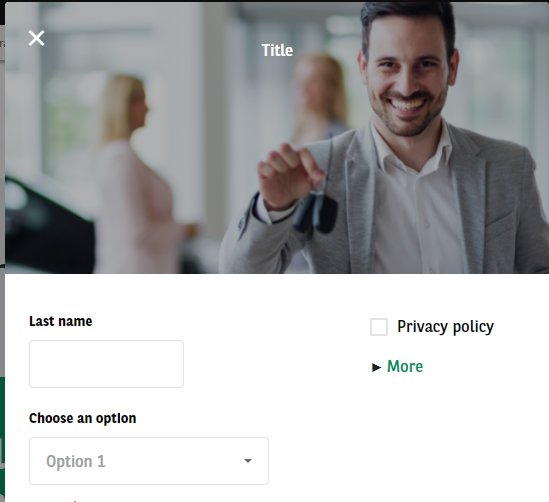 Title
Last name
Privacy policy
More
Choose an option
Option 1